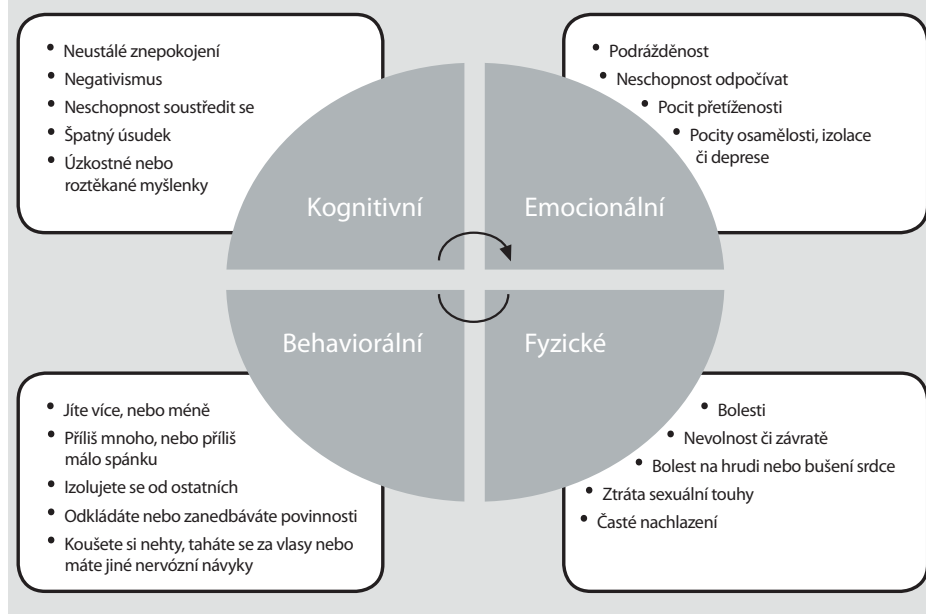 • Neustálé znepokojení
• Negativismus
• Neschopnost soustředit se
• Špatný úsudek
• Úzkostné nebo
roztěkané myšlenky
• Podrážděnost
• Neschopnost odpočívat
• Pocit přetíženosti
• Pocity osamělosti, izolace
či deprese
Kognitivní
Emocionální
Behaviorální
Fyzické
• Jíte více, nebo méně
• Příliš mnoho, nebo příliš
málo spánku
• Izolujete se od ostatních
• Odkládáte nebo zanedbáváte povinnosti
• Koušete si nehty, taháte se za vlasy nebo
máte jiné nervózní návyky
• Bolesti
• Nevolnost či závratě
• Bolest na hrudi nebo bušení srdce
• Ztráta sexuální touhy
• Časté nachlazení